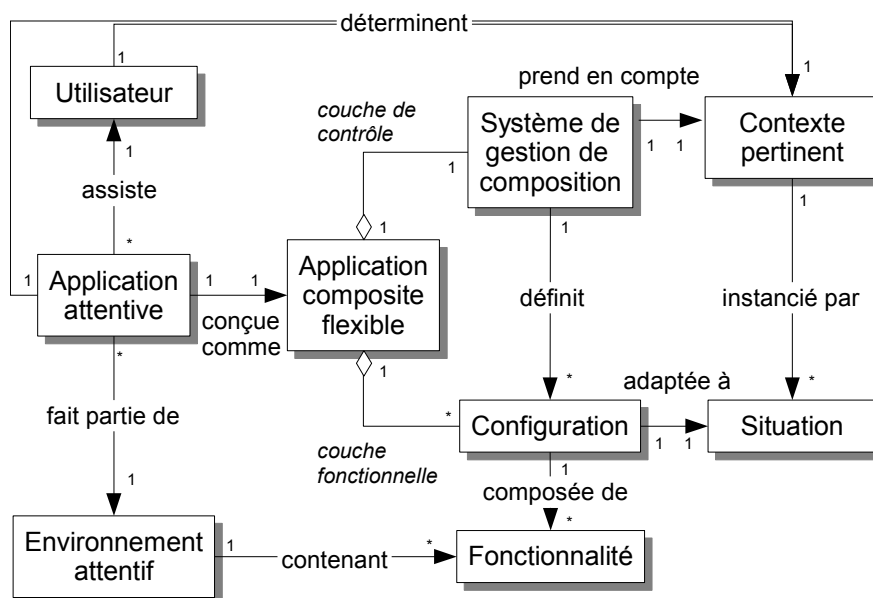 déterminent
1
1
Utilisateur
couche de
contrôle
prend en compte
Système de
gestion de
composition
Contexte
pertinent
1
1
1
1
assiste
1
1
*
1
Application
attentive
1
1
1
conçue
comme
Application
composite
flexible
définit
instancié par
*
1
*
*
fait partie de
*
adaptée à
Configuration
1
1
Situation
couche
fonctionnelle
1
composée de
1
*
Environnement
attentif
1
contenant
*
Fonctionnalité